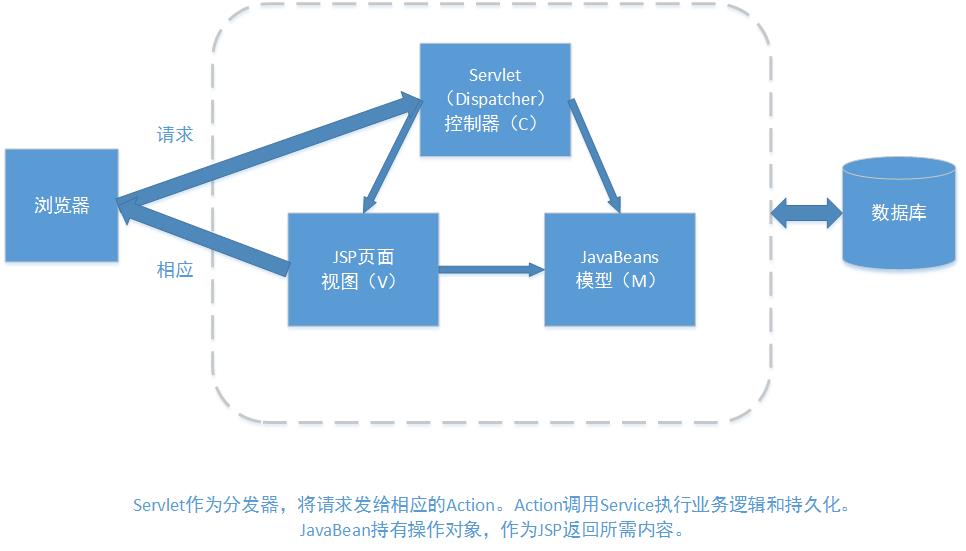 Servlet
（Dispatcher）
控制器（C）
请求
浏览器
数据库
相应
JSP页面
视图（V）
JavaBeans
模型（M）
Servlet作为分发器，将请求发给相应的Action。Action调用Service执行业务逻辑和持久化。
JavaBean持有操作对象，作为JSP返回所需内容。